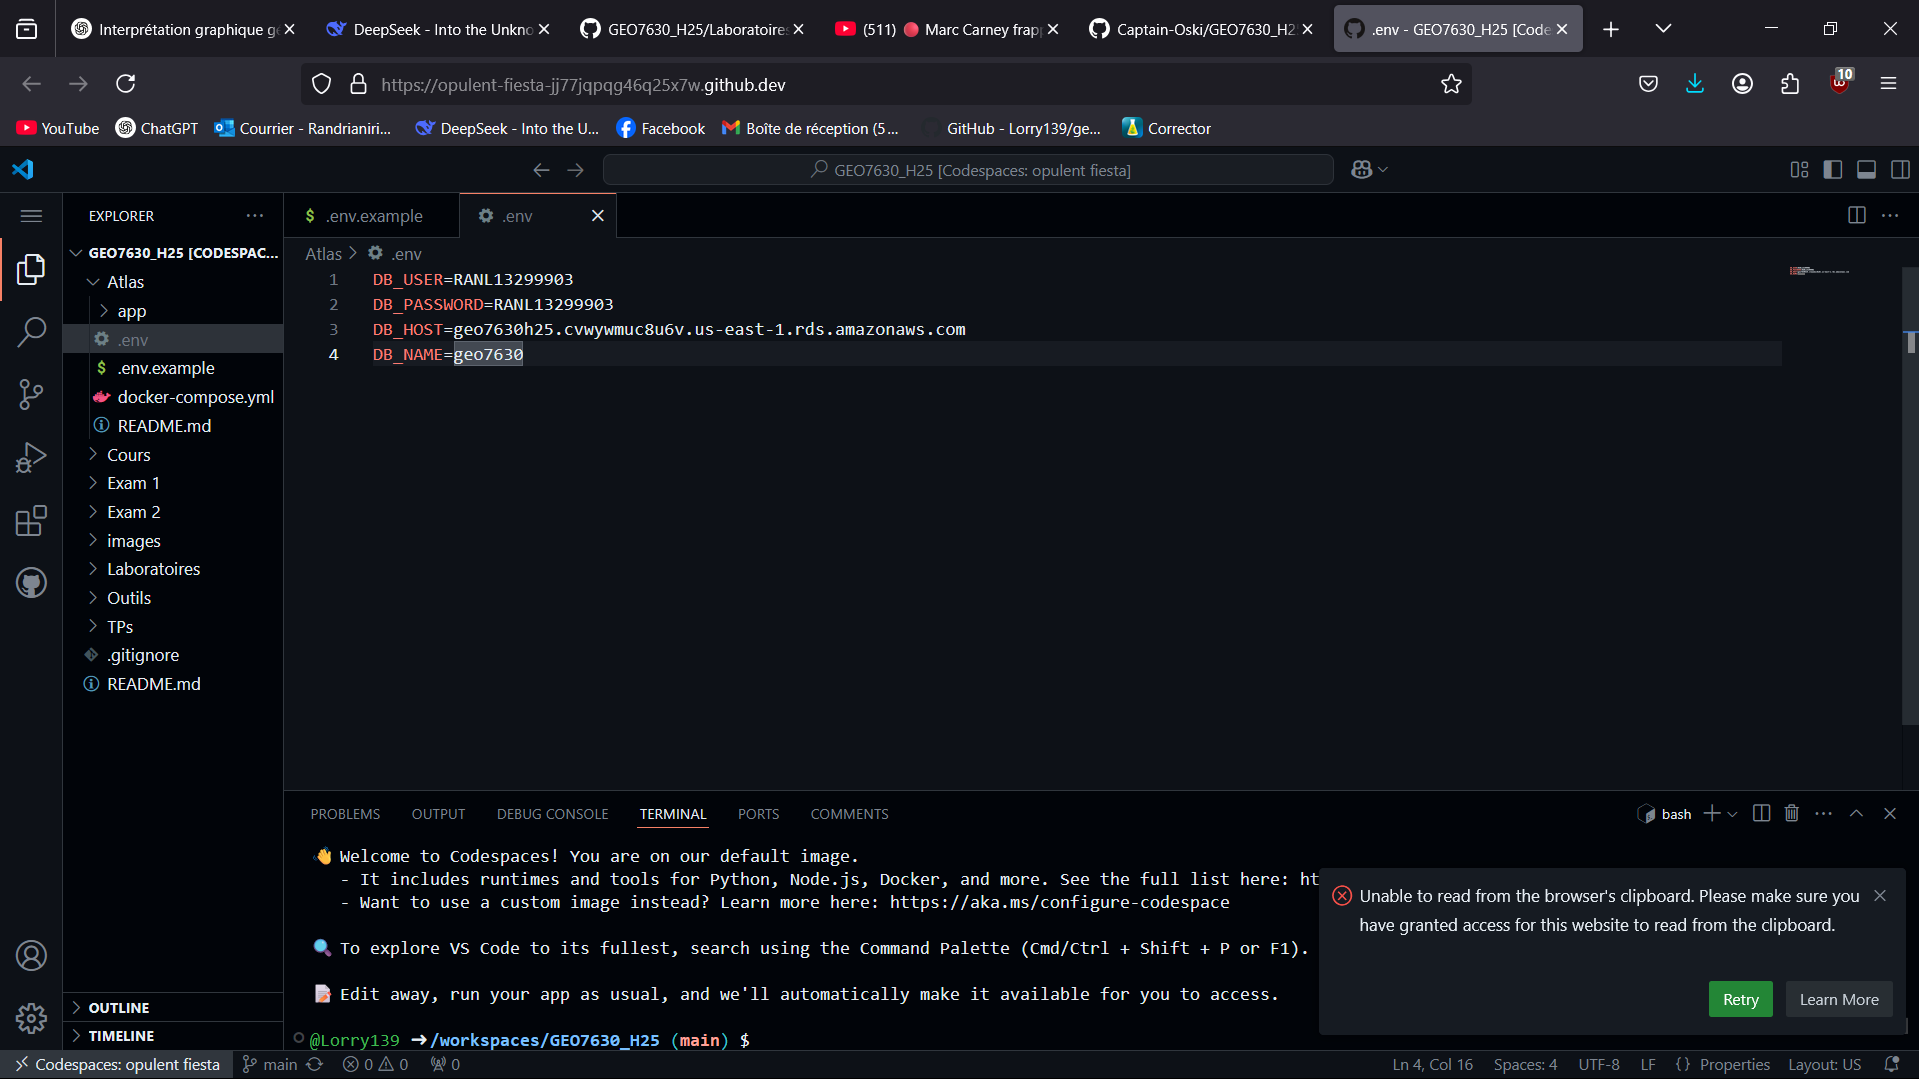 Interprétation graphique ge
DeepSeek - Into the Unkno
GEO7630_H25/Laboratoires
(511) 🔴 Marc Carney frap
Captain-Oski/GEO7630_H2
.env - GEO7630_H25 [Code
https://opulent-fiesta-jj77jqpqg46q25x7w.github.dev
10
YouTube
ChatGPT
Courrier - Randrianiri...
DeepSeek - Into the U...
Facebook
Boîte de réception (5 ...
GitHub - Lorry139/ge...
Corrector
GEO7630_H25 [Codespaces: opulent fiesta]
EXPLORER
GEO7630_H25 [CODESPAC...
Atlas
app
.env
.env.example
docker-compose.yml
README.md
Cours
Exam 1
Exam 2
images
Laboratoires
Outils
TPs
.gitignore
README.md
OUTLINE
TIMELINE
.env.example
.env
Atlas > .env
1 DB_USER=RANL13299903
2 DB_PASSWORD=RANL13299903
3 DB_HOST=geo7630h25.cvwywmuc8u6v.us-east-1.rds.amazonaws.com
4 DB_NAME=geo7630
PROBLEMS
OUTPUT
DEBUG CONSOLE
TERMINAL
PORTS
COMMENTS
bash
👋 Welcome to Codespaces! You are on our default image.
- It includes runtimes and tools for Python, Node.js, Docker, and more. See the full list here: ht
- Want to use a custom image instead? Learn more here: https://aka.ms/configure-codespace
🔍 To explore VS Code to its fullest, search using the Command Palette (Cmd/Ctrl + Shift + P or F1).
📝 Edit away, run your app as usual, and we'll automatically make it available for you to access.
@Lorry139 ➜/workspaces/GEO7630_H25 (main) $
Unable to read from the browser's clipboard. Please make sure you
have granted access for this website to read from the clipboard.
Retry
Learn More
Codespaces: opulent fiesta
main
0
0
0
Ln 4, Col 16
Spaces: 4
UTF-8
LF
{} Properties
Layout: US